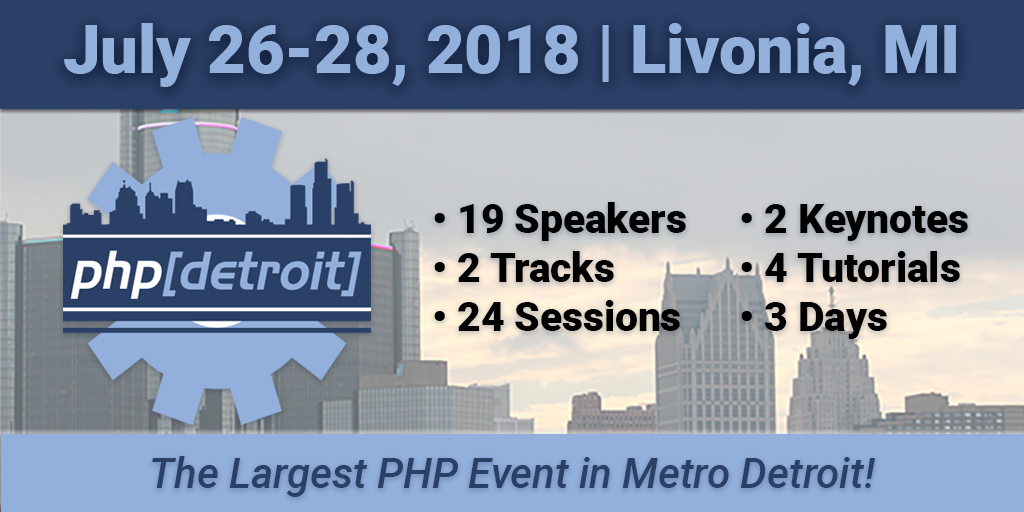 July 26-28, 2018 | Livonia, MI
php[detroit]
• 19 Speakers
• 2 Tracks
• 24 Sessions
• 2 Keynotes
• 4 Tutorials
• 3 Days
The Largest PHP Event in Metro Detroit!